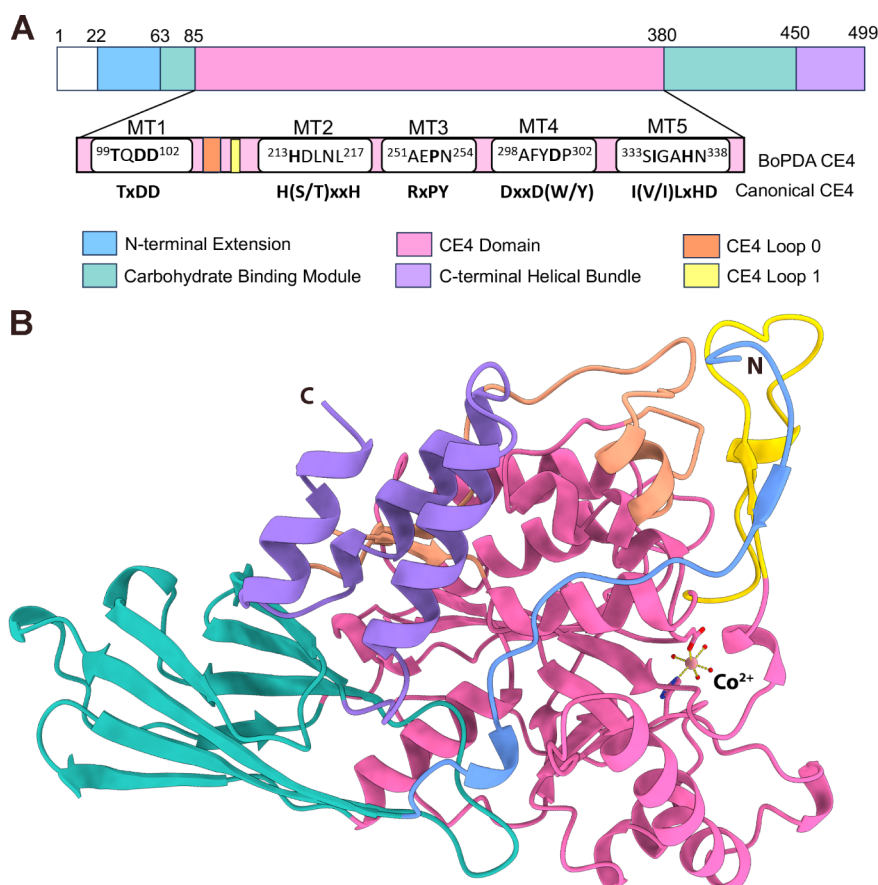 A
1 22 63 85 380 450 499
MT1 MT2 MT3 MT4 MT5
⁹⁹TQDD¹⁰² ²¹³HDLNL²¹⁷ ²⁵¹AEPN²⁵⁴ ²⁹⁸AFYDP³⁰² ³³³SIGAHN³³⁸ BoPDA CE4
TxDD H(S/T)xxH RxPY DxxD(W/Y) I(V/I)LxHD Canonical CE4
N-terminal Extension CE4 Domain CE4 Loop 0
Carbohydrate Binding Module C-terminal Helical Bundle CE4 Loop 1
B
N
C
Co²⁺